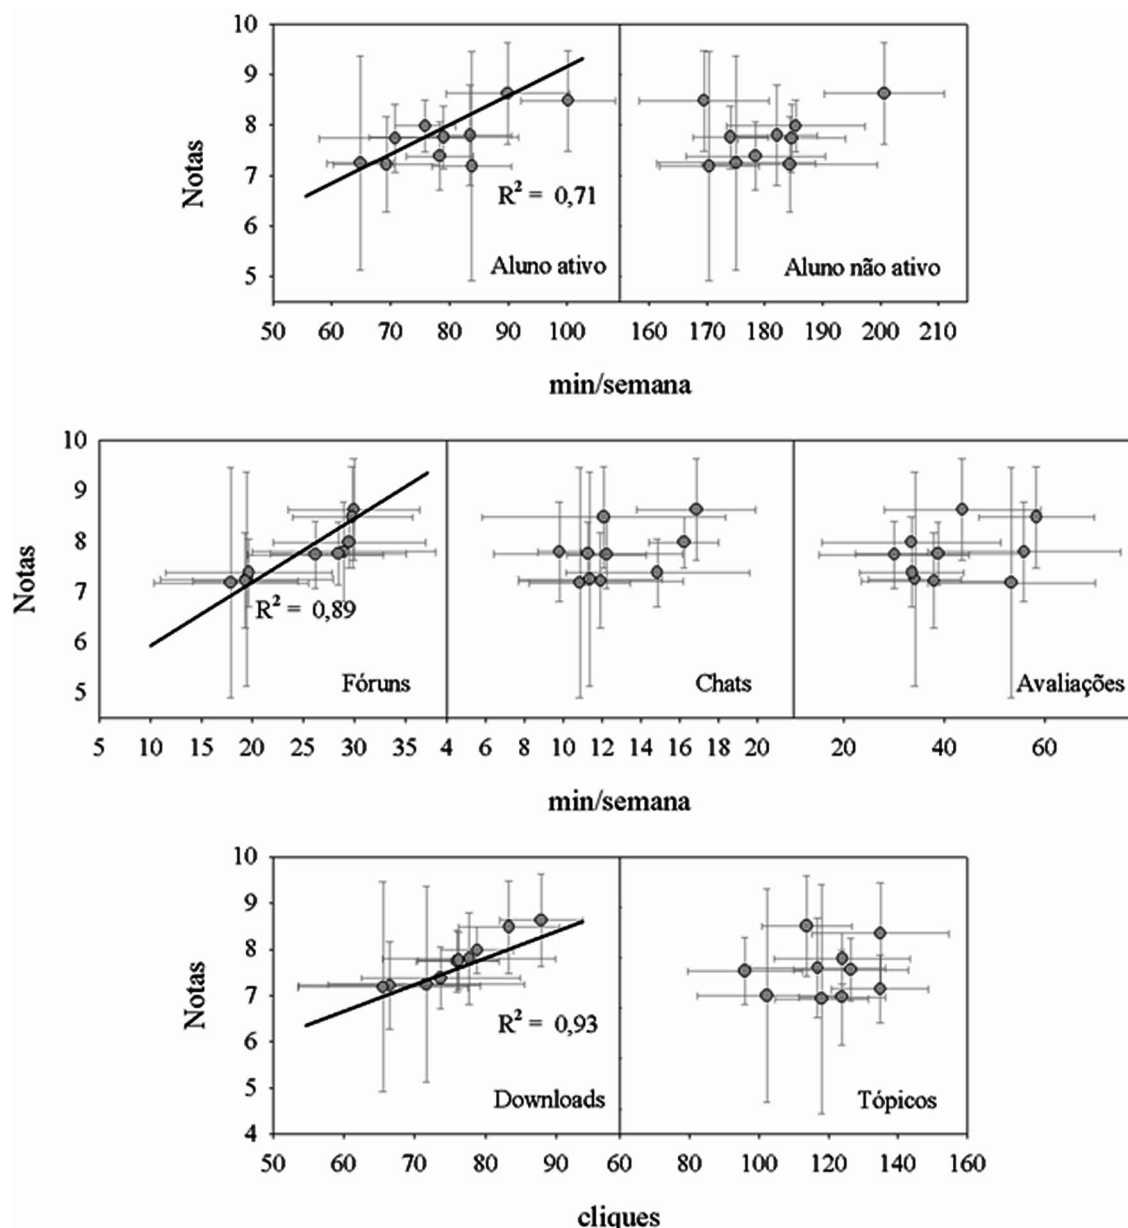 10
9
8
7
6
5
Notas
R² = 0,71
Aluno ativo
Aluno não ativo
50 60 70 80 90 100 160 170 180 190 200 210
min/semana
10
9
8
7
6
5
Notas
R² = 0,89
Fóruns
Chats
Avaliações
5 10 15 20 25 30 35 4 6 8 10 12 14 16 18 20 20 40 60
min/semana
10
9
8
7
6
5
4
Notas
R² = 0,93
Downloads
Tópicos
50 60 70 80 90 60 80 100 120 140 160
cliques